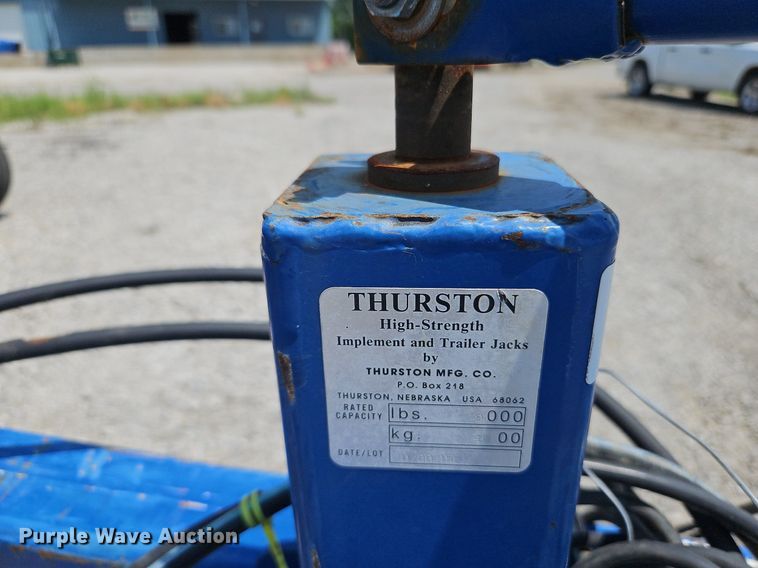 THURSTON
High-Strength
Implement and Trailer Jacks
by
THURSTON MFG. CO.
P.O. Box 218
THURSTON, NEBRASKA USA 68062
RATED CAPACITY lbs. 000
kg. 00
DATE/LOT
Purple Wave Auction